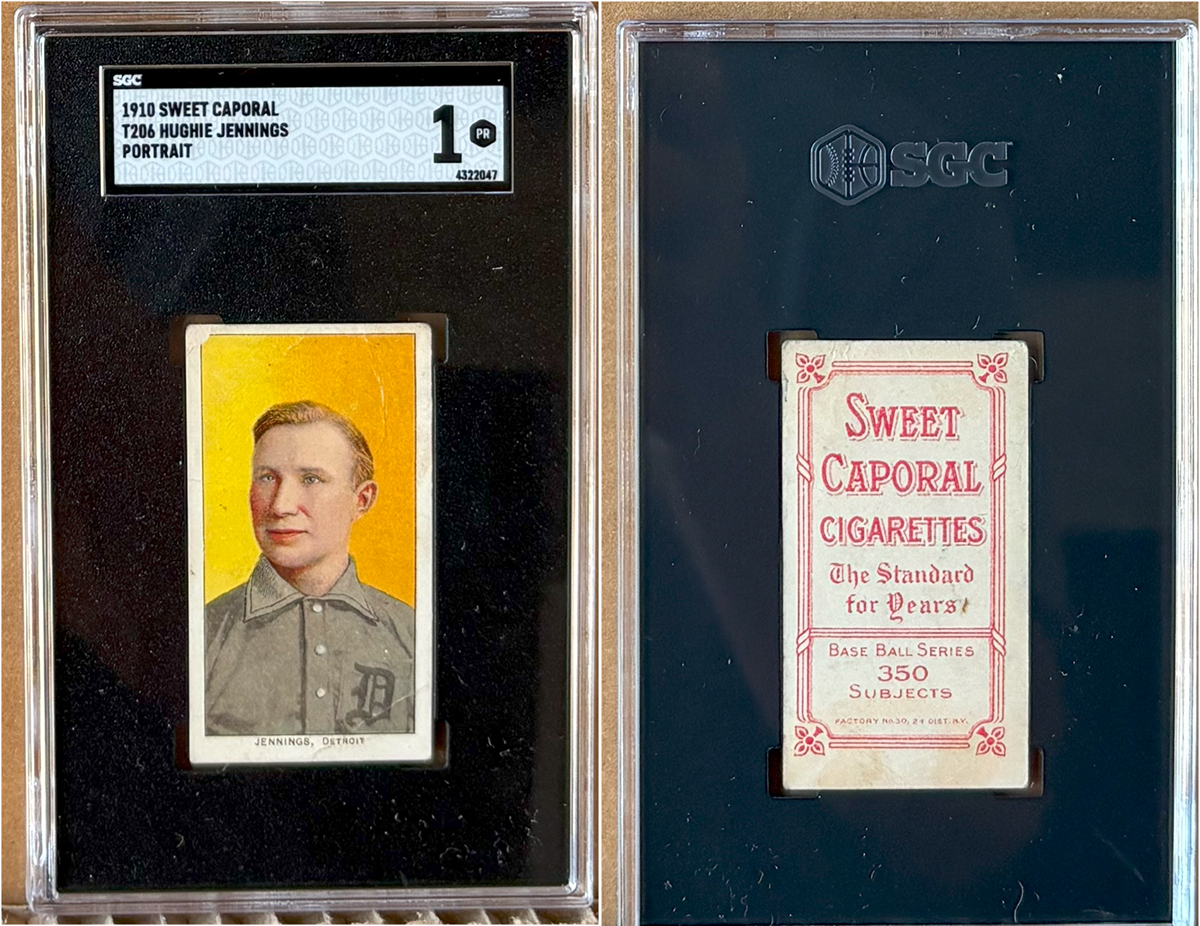 SGC
1910 SWEET CAPORAL
T206 HUGHIE JENNINGS
PORTRAIT
1 PR
4322047
D
JENNINGS, DETROIT
SGC
SWEET
CAPORAL
CIGARETTES
The Standard
for Years
BASE BALL SERIES
350
SUBJECTS
FACTORY No. 30, 2d DIST. N.Y.